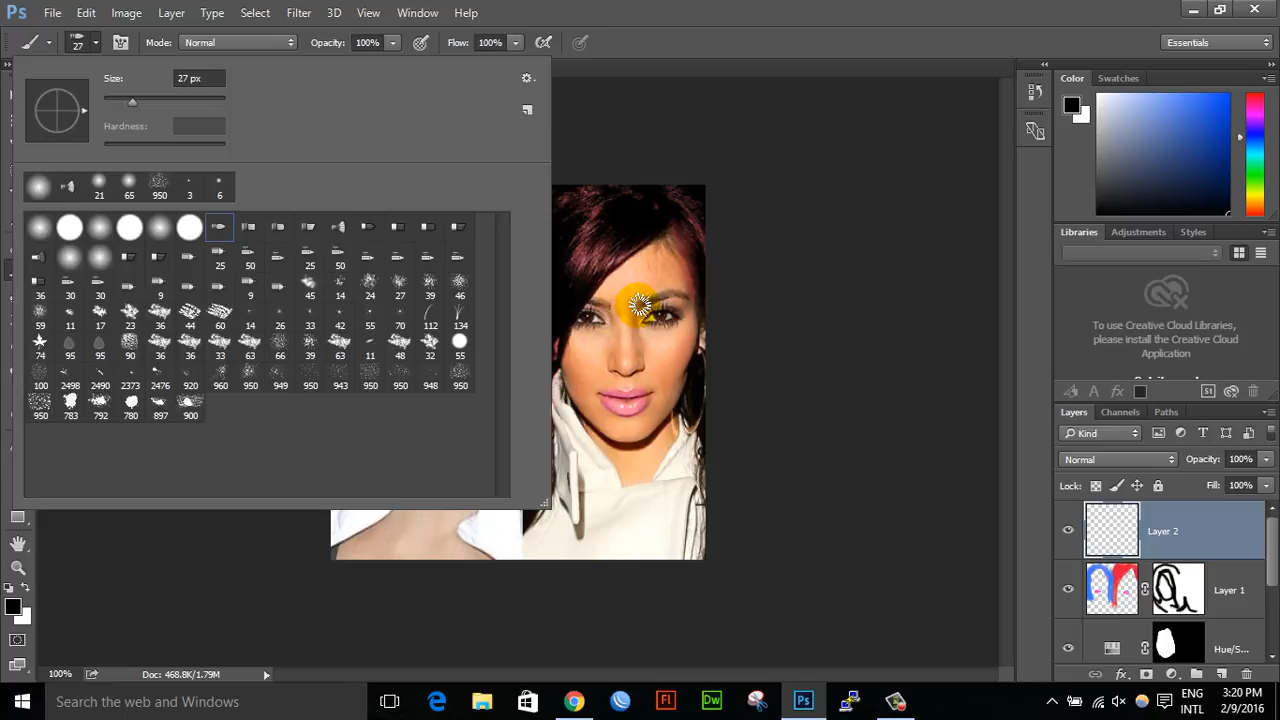 Ps File Edit Image Layer Type Select Filter 3D View Window Help
27 Mode: Normal Opacity: 100% Flow: 100% Essentials
Size: 27 px
Hardness:
21 65 950 3 6
25 50 25 50
36 30 30 9 9 45 14 24 27 39 46
59 11 17 23 36 44 60 14 26 33 42 55 70 112 134
74 95 95 90 36 36 33 63 66 39 63 11 48 32 55
100 2498 2490 2373 2476 920 960 950 949 950 943 950 950 948 950
950 783 792 780 897 900
Color Swatches
Libraries Adjustments Styles
To use Creative Cloud Libraries,
please install the Creative Cloud
Application
St
Layers Channels Paths
Kind
Normal Opacity: 100%
Lock: Fill: 100%
Layer 2
Layer 1
Hue/S...
100% Doc: 468.8K/1.79M
Search the web and Windows
Fl Dw Ps
ENG
INTL
3:20 PM
2/9/2016